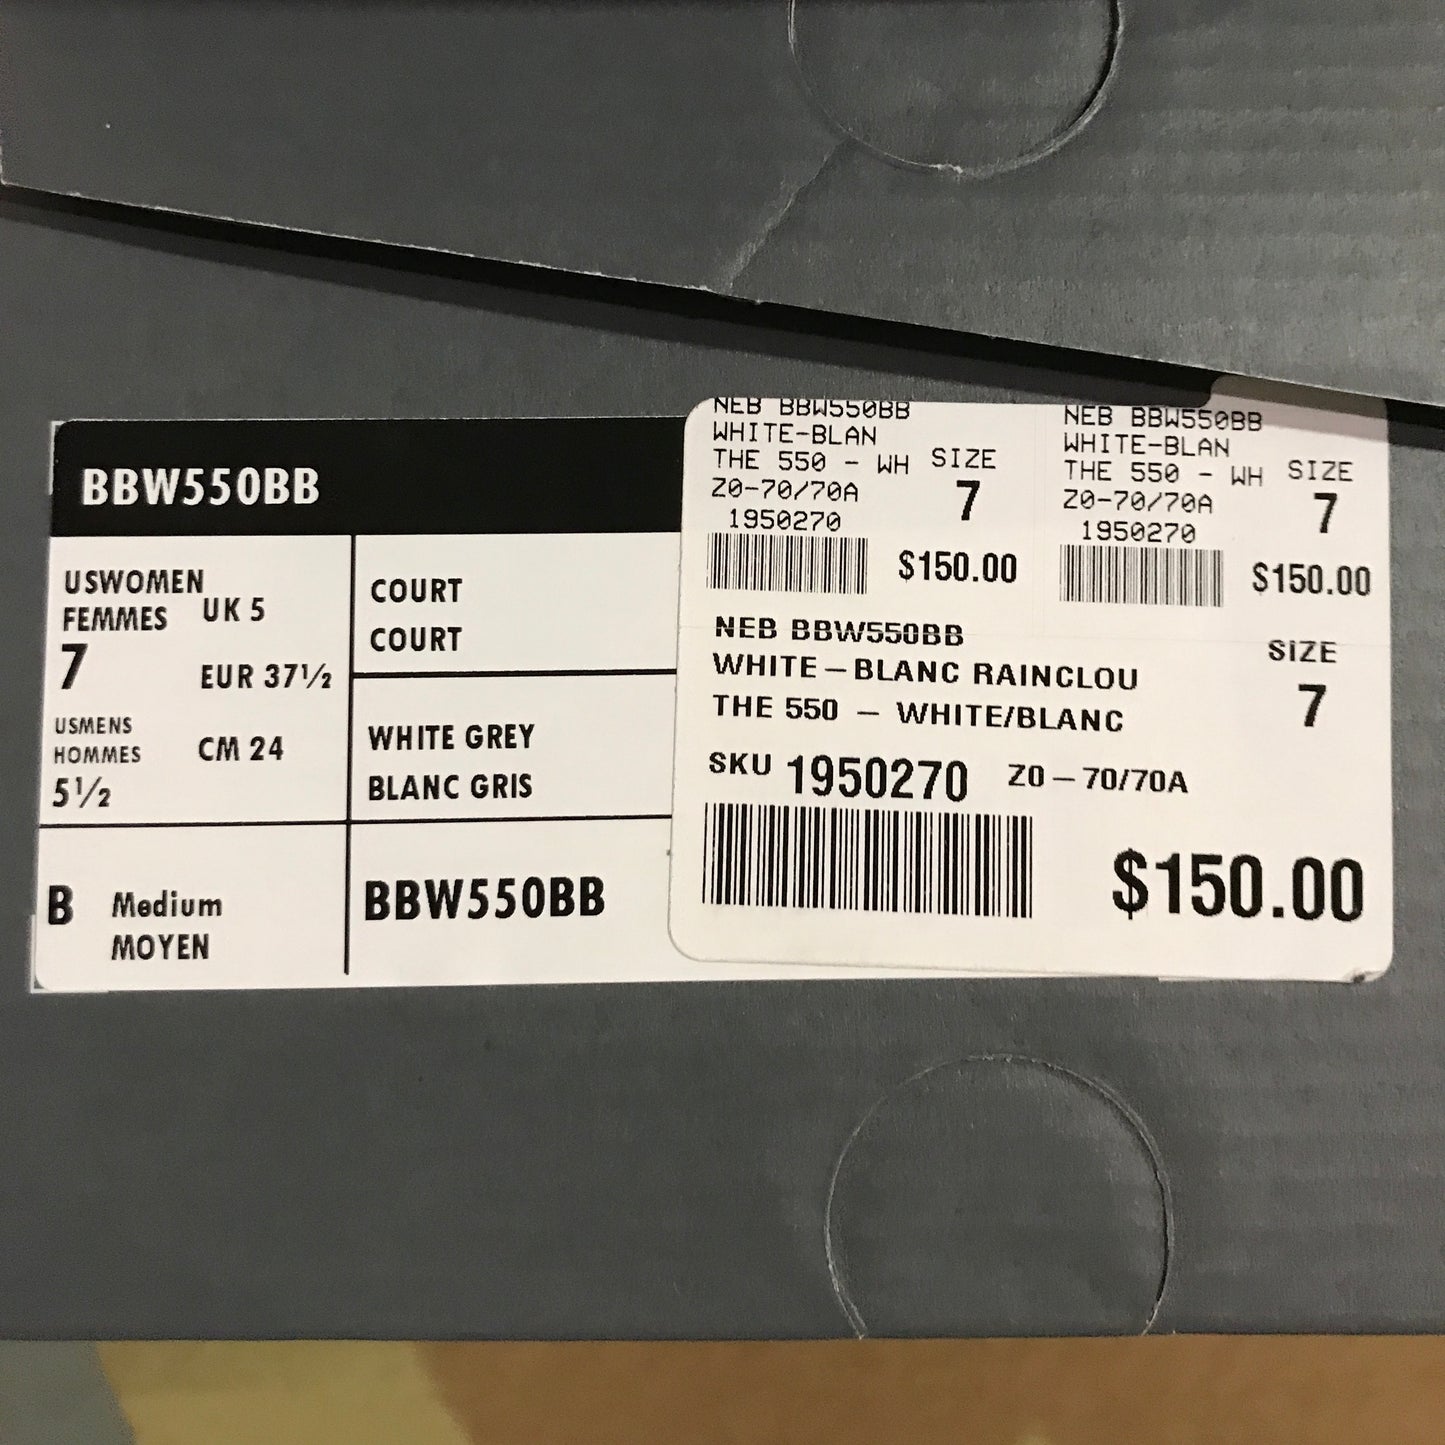 BBW550BB
USWOMEN
FEMMES
7
UK 5
EUR 37½
USMENS
HOMMES
5½
CM 24
B Medium
MOYEN
COURT
COURT
WHITE GREY
BLANC GRIS
BBW550BB
NEB BBW550BB
WHITE-BLAN
THE 550 - WH
Z0-70/70A
1950270
SIZE
7
$150.00
NEB BBW550BB
WHITE-BLAN
THE 550 - WH
Z0-70/70A
1950270
SIZE
7
$150.00
NEB BBW550BB
WHITE-BLANC RAINCLOU
THE 550 - WHITE/BLANC
SIZE
7
SKU 1950270 Z0-70/70A
$150.00